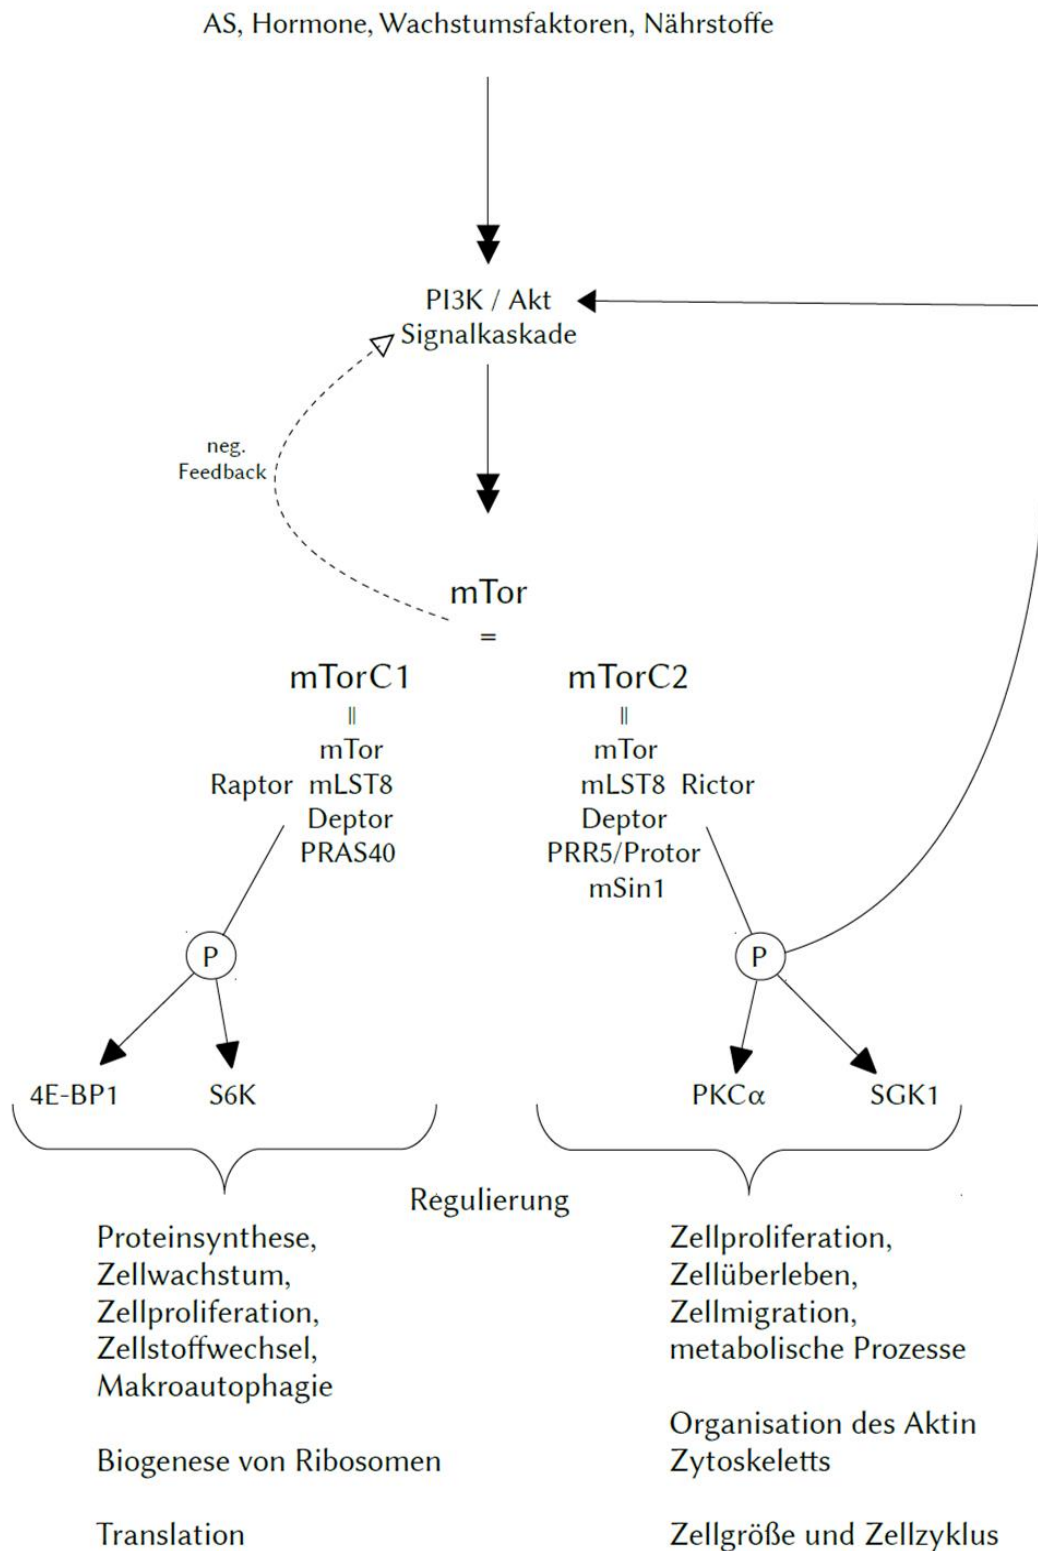 AS, Hormone, Wachstumsfaktoren, Nährstoffe
PI3K / Akt
Signalkaskade
neg.
Feedback
mTor
=
mTorC1
mTorC2
=
=
mTor
Raptor mLST8
Deptor
PRAS40
mTor
mLST8 Rictor
Deptor
PRR5/Protor
mSin1
P
P
4E-BP1
S6K
PKCα
SGK1
Regulierung
Proteinsynthese,
Zellwachstum,
Zellproliferation,
Zellstoffwechsel,
Makroautophagie
Biogenese von Ribosomen
Translation
Zellproliferation,
Zellüberleben,
Zellmigration,
metabolische Prozesse
Organisation des Aktin
Zytoskeletts
Zellgröße und Zellzyklus